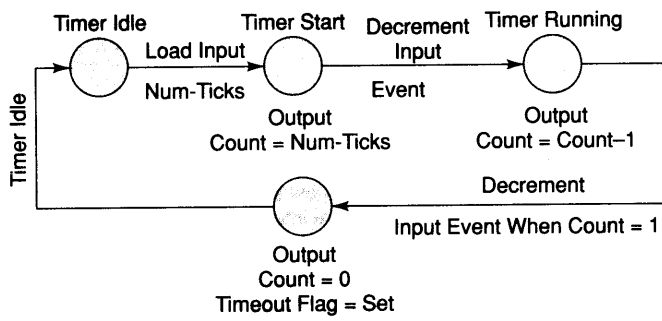 Timer Idle
Timer Start
Timer Running
Load Input
Num-Ticks
Decrement
Input
Event
Output
Count = Num-Ticks
Output
Count = Count–1
Timer Idle
Decrement
Input Event When Count = 1
Output
Count = 0
Timeout Flag = Set